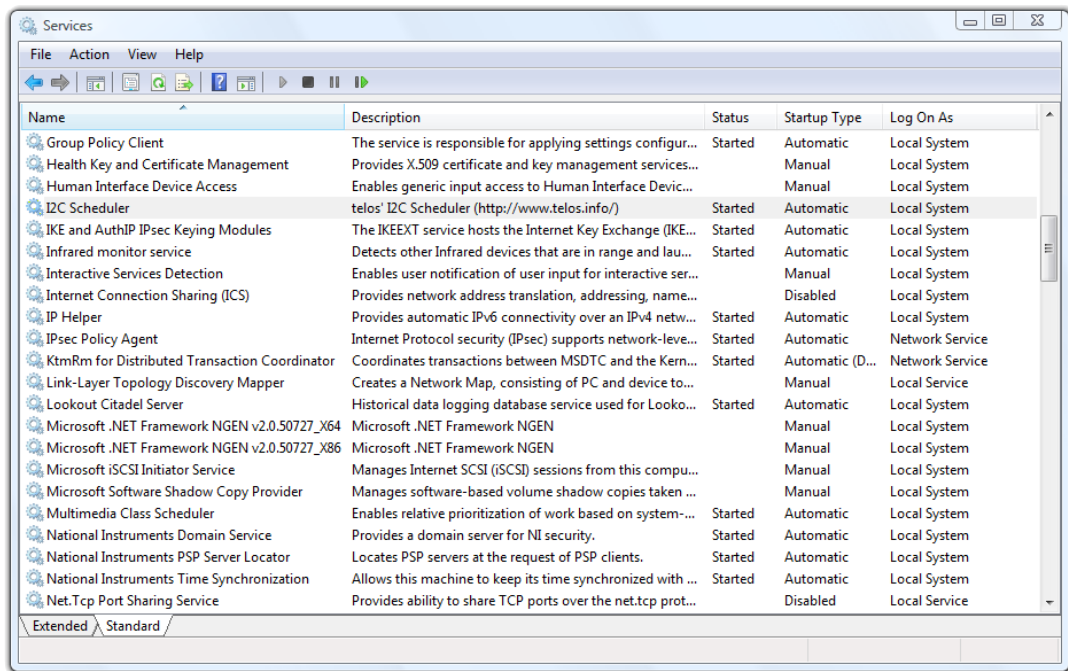 Services
File Action View Help
Name Description Status Startup Type Log On As
Group Policy Client The service is responsible for applying settings configur... Started Automatic Local System
Health Key and Certificate Management Provides X.509 certificate and key management services... Manual Local System
Human Interface Device Access Enables generic input access to Human Interface Devic... Manual Local System
I2C Scheduler telos' I2C Scheduler (http://www.telos.info/) Started Automatic Local System
IKE and AuthIP IPsec Keying Modules The IKEEXT service hosts the Internet Key Exchange (IKE... Started Automatic Local System
Infrared monitor service Detects other Infrared devices that are in range and lau... Started Automatic Local System
Interactive Services Detection Enables user notification of user input for interactive ser... Manual Local System
Internet Connection Sharing (ICS) Provides network address translation, addressing, name... Disabled Local System
IP Helper Provides automatic IPv6 connectivity over an IPv4 netw... Started Automatic Local System
IPsec Policy Agent Internet Protocol security (IPsec) supports network-leve... Started Automatic Network Service
KtmRm for Distributed Transaction Coordinator Coordinates transactions between MSDTC and the Kern... Started Automatic (D... Network Service
Link-Layer Topology Discovery Mapper Creates a Network Map, consisting of PC and device to... Manual Local Service
Lookout Citadel Server Historical data logging database service used for Looko... Started Automatic Local System
Microsoft .NET Framework NGEN v2.0.50727_X64 Microsoft .NET Framework NGEN Manual Local System
Microsoft .NET Framework NGEN v2.0.50727_X86 Microsoft .NET Framework NGEN Manual Local System
Microsoft iSCSI Initiator Service Manages Internet SCSI (iSCSI) sessions from this compu... Manual Local System
Microsoft Software Shadow Copy Provider Manages software-based volume shadow copies taken ... Manual Local System
Multimedia Class Scheduler Enables relative prioritization of work based on system-... Started Automatic Local System
National Instruments Domain Service Provides a domain server for NI security. Started Automatic Local System
National Instruments PSP Server Locator Locates PSP servers at the request of PSP clients. Started Automatic Local System
National Instruments Time Synchronization Allows this machine to keep its time synchronized with ... Started Automatic Local System
Net.Tcp Port Sharing Service Provides ability to share TCP ports over the net.tcp prot... Disabled Local Service
Extended Standard